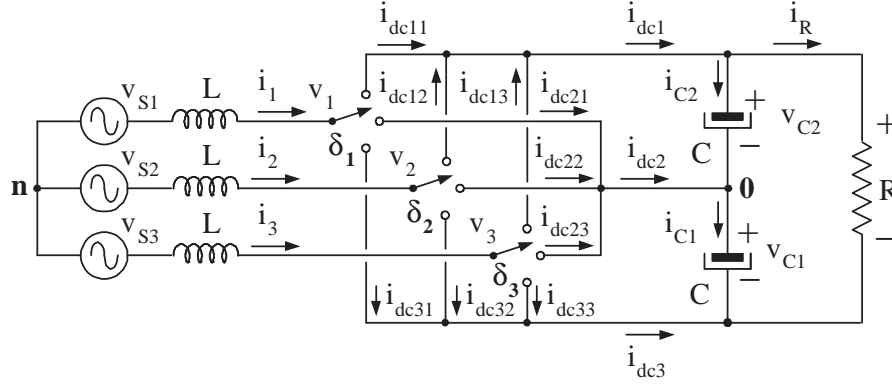 i_dc11 i_dc1 i_R
v_S1 L i_1 v_1 i_dc12 i_dc13 i_dc21 i_C2 + v_C2
δ_1 C − +
v_S2 L i_2 v_2 i_dc22 i_dc2
n 0 R
δ_2
v_S3 L i_3 v_3 i_dc23 i_C1 + v_C1 −
δ_3 C −
i_dc31 i_dc32 i_dc33
i_dc3